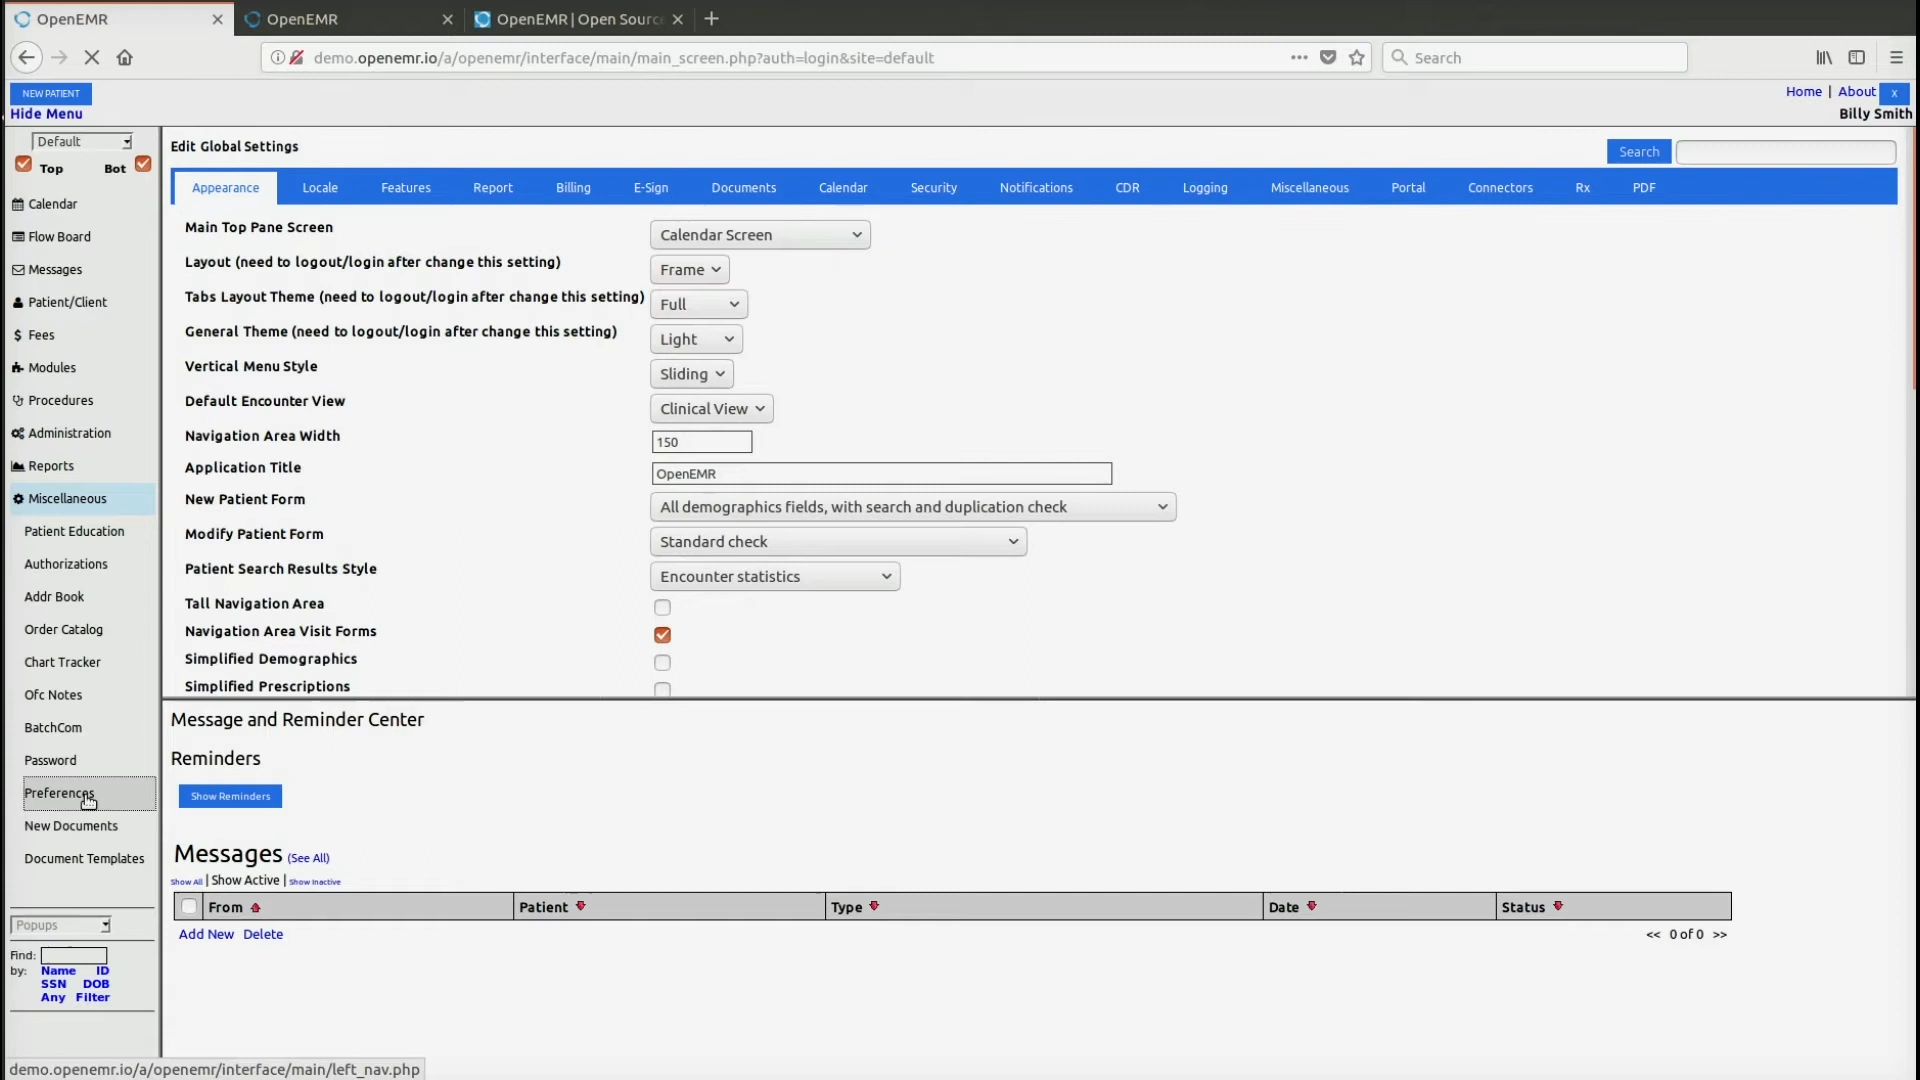 OpenEMR
OpenEMR
OpenEMR | Open Sourc
demo.openemr.io/a/openemr/interface/main/main_screen.php?auth=login&site=default
Search
NEW PATIENT
Hide Menu
Home | About x
Billy Smith
Default
Top Bot
Calendar
Flow Board
Messages
Patient/Client
Fees
Modules
Procedures
Administration
Reports
Miscellaneous
Patient Education
Authorizations
Addr Book
Order Catalog
Chart Tracker
Ofc Notes
BatchCom
Password
Preferences
New Documents
Document Templates
Popups
Find:
by: Name ID
SSN DOB
Any Filter
Edit Global Settings
Search
Appearance Locale Features Report Billing E-Sign Documents Calendar Security Notifications CDR Logging Miscellaneous Portal Connectors Rx PDF
Main Top Pane Screen Calendar Screen
Layout (need to logout/login after change this setting) Frame
Tabs Layout Theme (need to logout/login after change this setting) Full
General Theme (need to logout/login after change this setting) Light
Vertical Menu Style Sliding
Default Encounter View Clinical View
Navigation Area Width 150
Application Title OpenEMR
New Patient Form All demographics fields, with search and duplication check
Modify Patient Form Standard check
Patient Search Results Style Encounter statistics
Tall Navigation Area
Navigation Area Visit Forms
Simplified Demographics
Simplified Prescriptions
Message and Reminder Center
Reminders
Show Reminders
Messages (See All)
Show All | Show Active | Show Inactive
From Patient Type Date Status
Add New Delete << 0 of 0 >>
demo.openemr.io/a/openemr/interface/main/left_nav.php